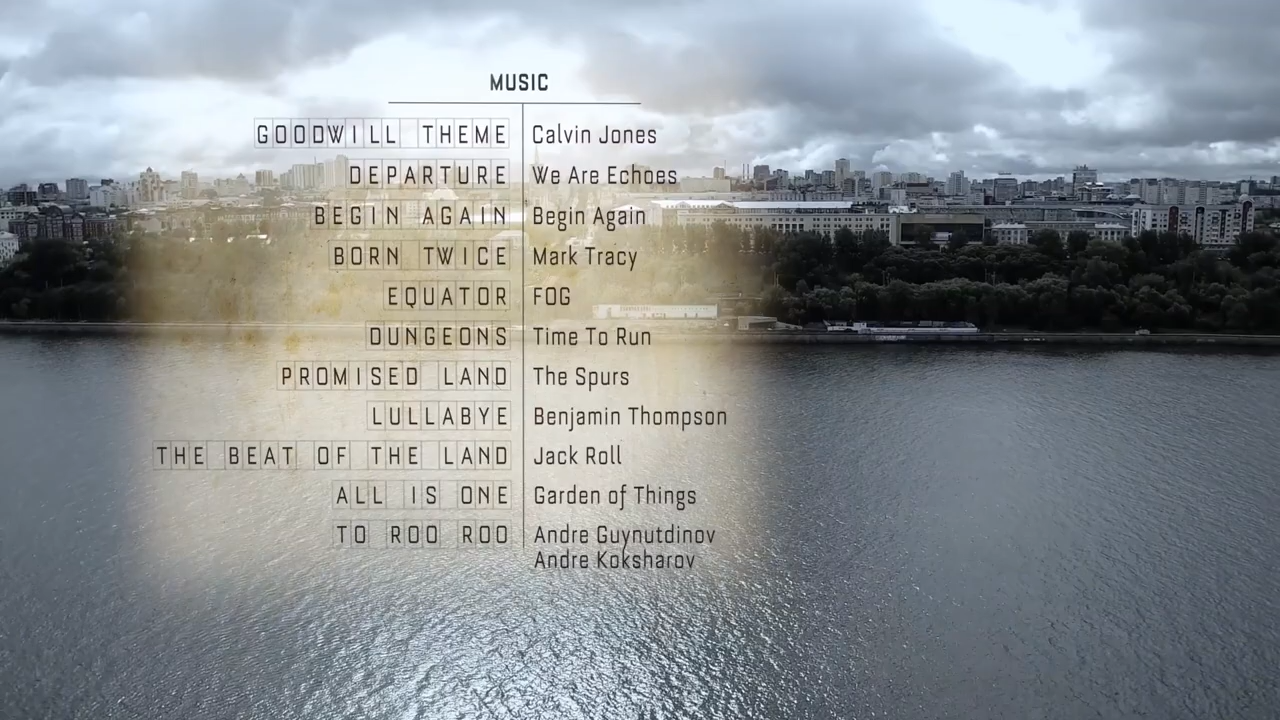 MUSIC
GOODWILL THEME Calvin Jones
DEPARTURE We Are Echoes
BEGIN AGAIN Begin Again
BORN TWICE Mark Tracy
EQUATOR FOG
DUNGEONS Time To Run
PROMISED LAND The Spurs
LULLABYE Benjamin Thompson
THE BEAT OF THE LAND Jack Roll
ALL IS ONE Garden of Things
TO ROO ROO Andre Guynutdinov
Andre Koksharov